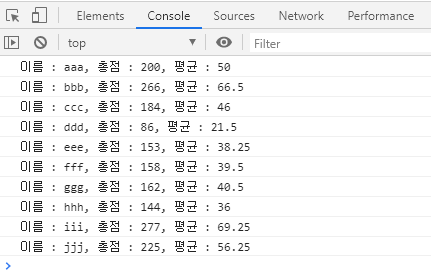 Elements Console Sources Network Performance
top Filter
이름 : aaa, 총점 : 200, 평균 : 50
이름 : bbb, 총점 : 266, 평균 : 66.5
이름 : ccc, 총점 : 184, 평균 : 46
이름 : ddd, 총점 : 86, 평균 : 21.5
이름 : eee, 총점 : 153, 평균 : 38.25
이름 : fff, 총점 : 158, 평균 : 39.5
이름 : ggg, 총점 : 162, 평균 : 40.5
이름 : hhh, 총점 : 144, 평균 : 36
이름 : iii, 총점 : 277, 평균 : 69.25
이름 : jjj, 총점 : 225, 평균 : 56.25